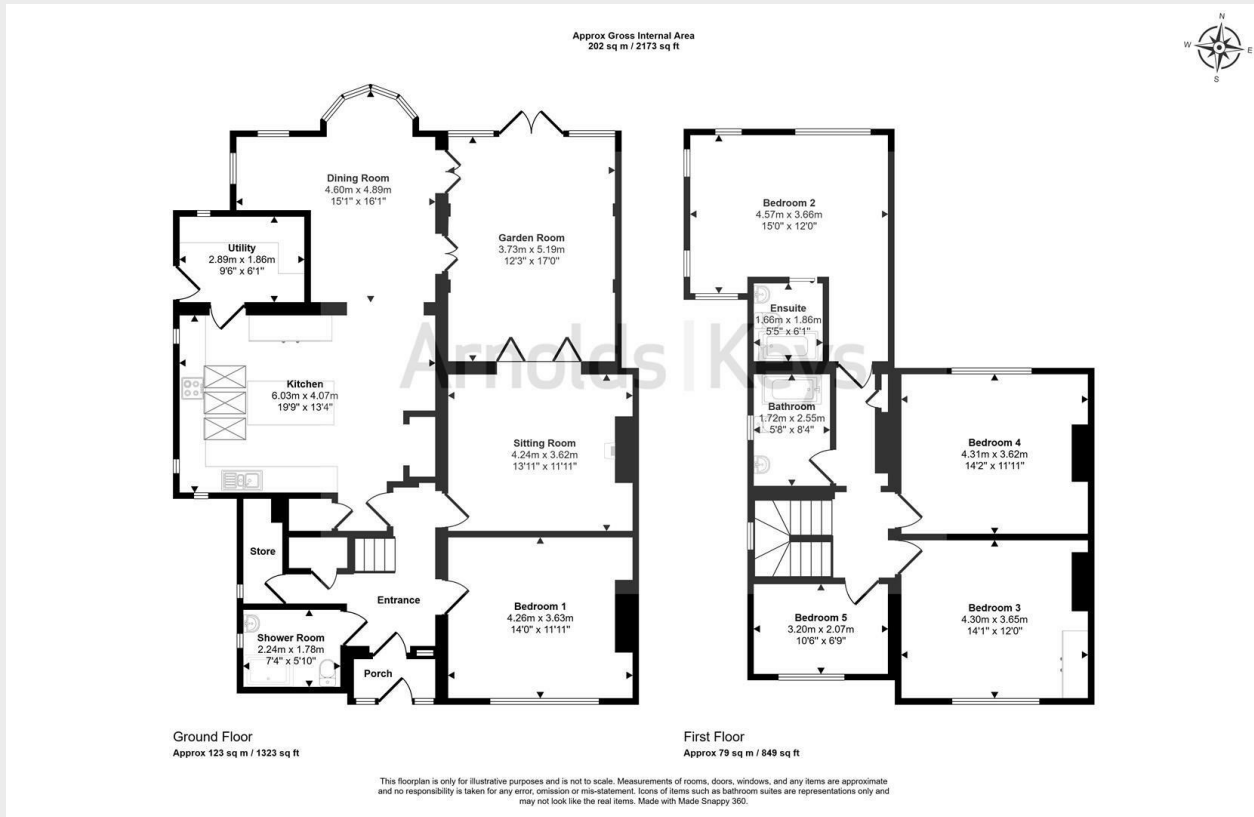 Approx Gross Internal Area
202 sq m / 2173 sq ft
N
W
E
S
Dining Room
4.60m x 4.89m
15'1" x 16'1"
Utility
2.89m x 1.86m
9'6" x 6'1"
Garden Room
3.73m x 5.19m
12'3" x 17'0"
Kitchen
6.03m x 4.07m
19'9" x 13'4"
Sitting Room
4.24m x 3.62m
13'11" x 11'11"
Store
Entrance
Bedroom 1
4.26m x 3.63m
14'0" x 11'11"
Shower Room
2.24m x 1.78m
7'4" x 5'10"
Porch
Bedroom 2
4.57m x 3.66m
15'0" x 12'0"
Ensuite
1.66m x 1.86m
5'5" x 6'1"
Bathroom
1.72m x 2.55m
5'8" x 8'4"
Bedroom 4
4.31m x 3.62m
14'2" x 11'11"
Bedroom 5
3.20m x 2.07m
10'6" x 6'9"
Bedroom 3
4.30m x 3.65m
14'1" x 12'0"
Arnolds | Keys
Ground Floor
Approx 123 sq m / 1323 sq ft
First Floor
Approx 79 sq m / 849 sq ft
This floorplan is only for illustrative purposes and is not to scale. Measurements of rooms, doors, windows, and any items are approximate
and no responsibility is taken for any error, omission or mis-statement. Icons of items such as bathroom suites are representations only and
may not look like the real items. Made with Made Snappy 360.